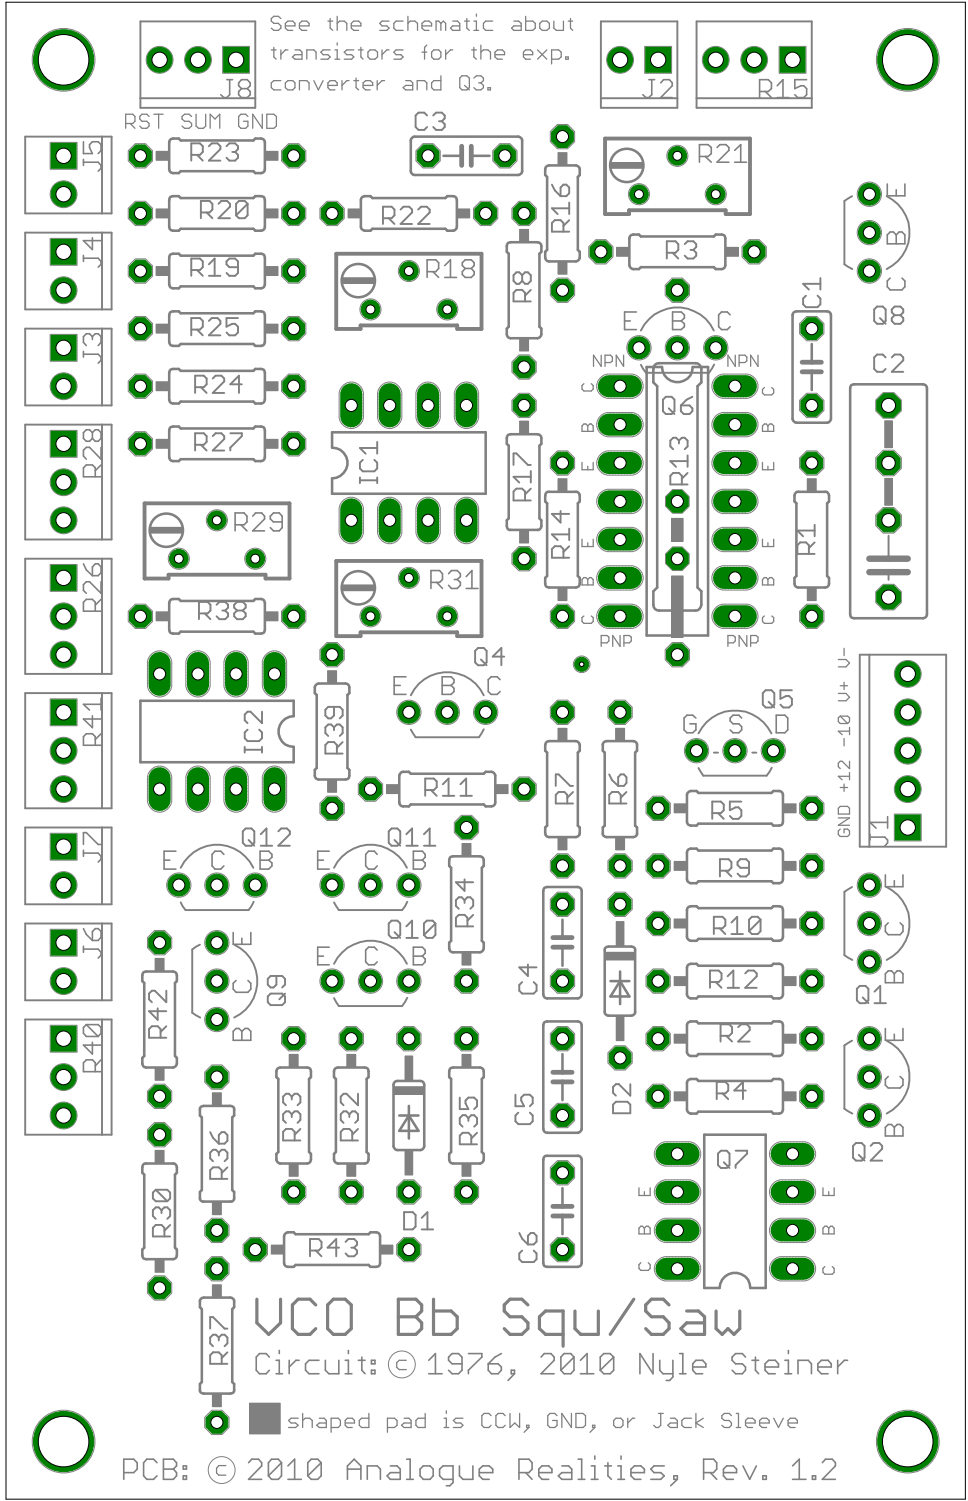 See the schematic about
transistors for the exp.
converter and Q3.
J8
J2
R15
RST SUM GND
C3
J5
R23
R16
R21
E
B
C
Q8
R20
R22
J4
R3
R19
R18
R8
C1
J3
R25
E B C
NPN
NPN
C2
R24
Q6
C
B
E
C
B
E
R28
R27
IC1
R17
R13
R14
R1
R29
E
B
C
E
B
C
PNP
PNP
R26
R31
R38
Q4
E B C
R41
IC2
R39
Q5
G S D
GND +12 -10 V+ V-
J1
R11
R7
R6
R5
J7
Q12
E C B
Q11
E C B
R34
R9
E
C
B
Q1
J6
Q10
E C B
E
C
B
Q9
R10
C4
R42
R12
R40
R33
R32
R35
C5
D2
R2
R4
E
C
B
Q2
R36
D1
Q7
E
B
C
E
B
C
R30
R43
C6
R37
VCO Bb Squ/Saw
Circuit: © 1976, 2010 Nyle Steiner
shaped pad is CCW, GND, or Jack Sleeve
PCB: © 2010 Analogue Realities, Rev. 1.2